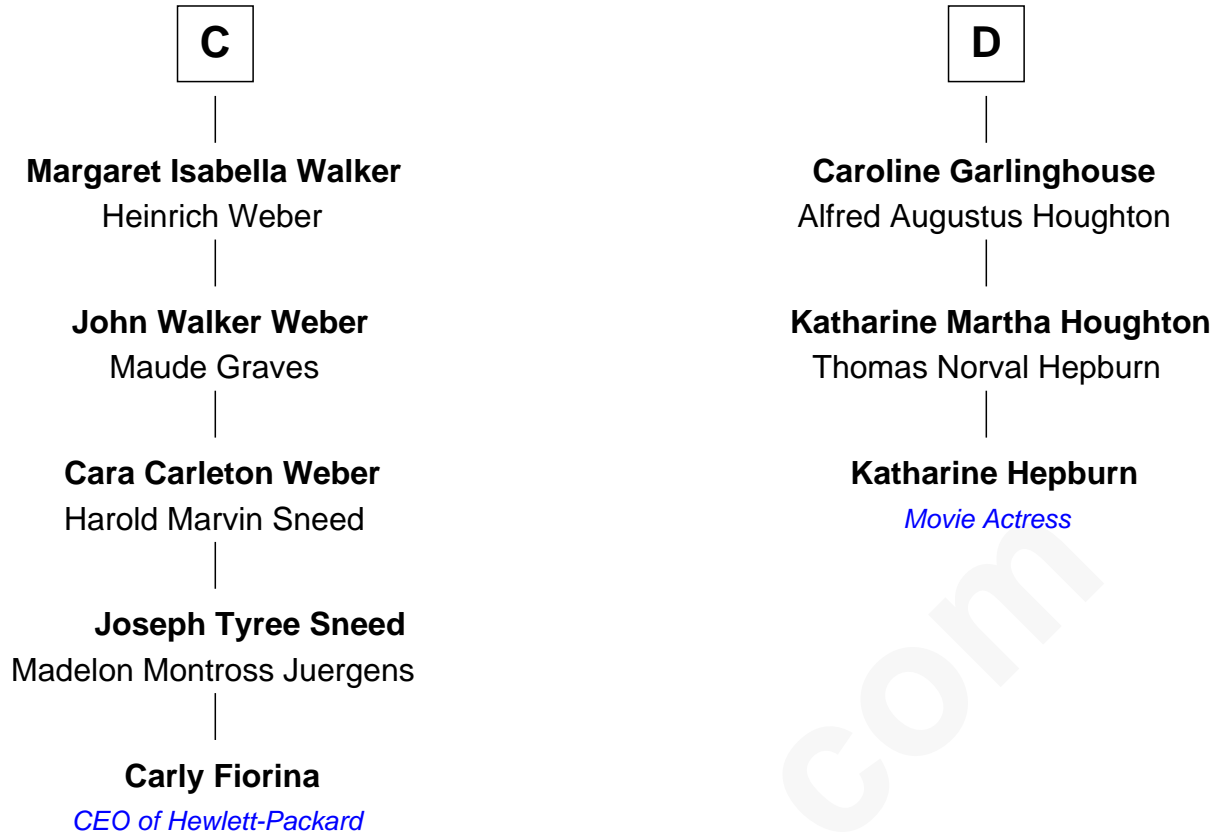 C
Margaret Isabella Walker
Heinrich Weber
John Walker Weber
Maude Graves
Cara Carleton Weber
Harold Marvin Sneed
Joseph Tyree Sneed
Madelon Montross Juergens
Carly Fiorina
CEO of Hewlett-Packard
D
Caroline Garlinghouse
Alfred Augustus Houghton
Katharine Martha Houghton
Thomas Norval Hepburn
Katharine Hepburn
Movie Actress
com